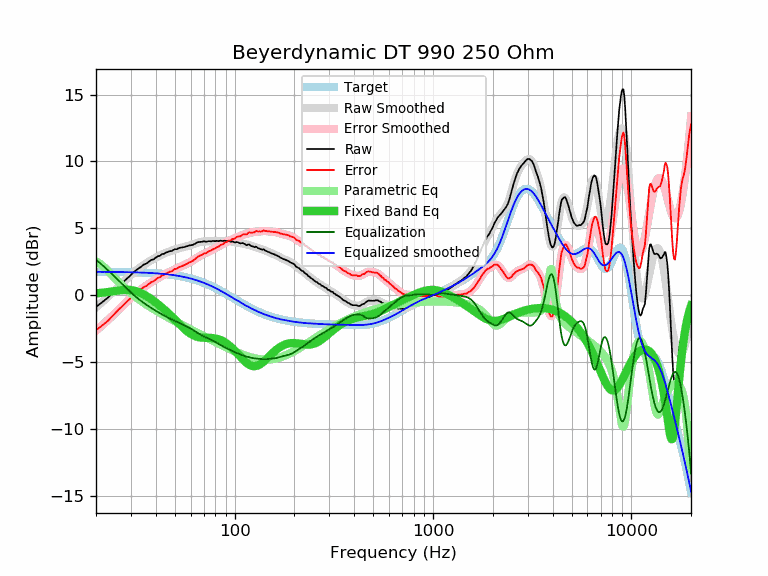 Beyerdynamic DT 990 250 Ohm
Target
Raw Smoothed
Error Smoothed
Raw
Error
Parametric Eq
Fixed Band Eq
Equalization
Equalized smoothed
15
10
5
0
−5
−10
−15
Amplitude (dBr)
100
1000
10000
Frequency (Hz)